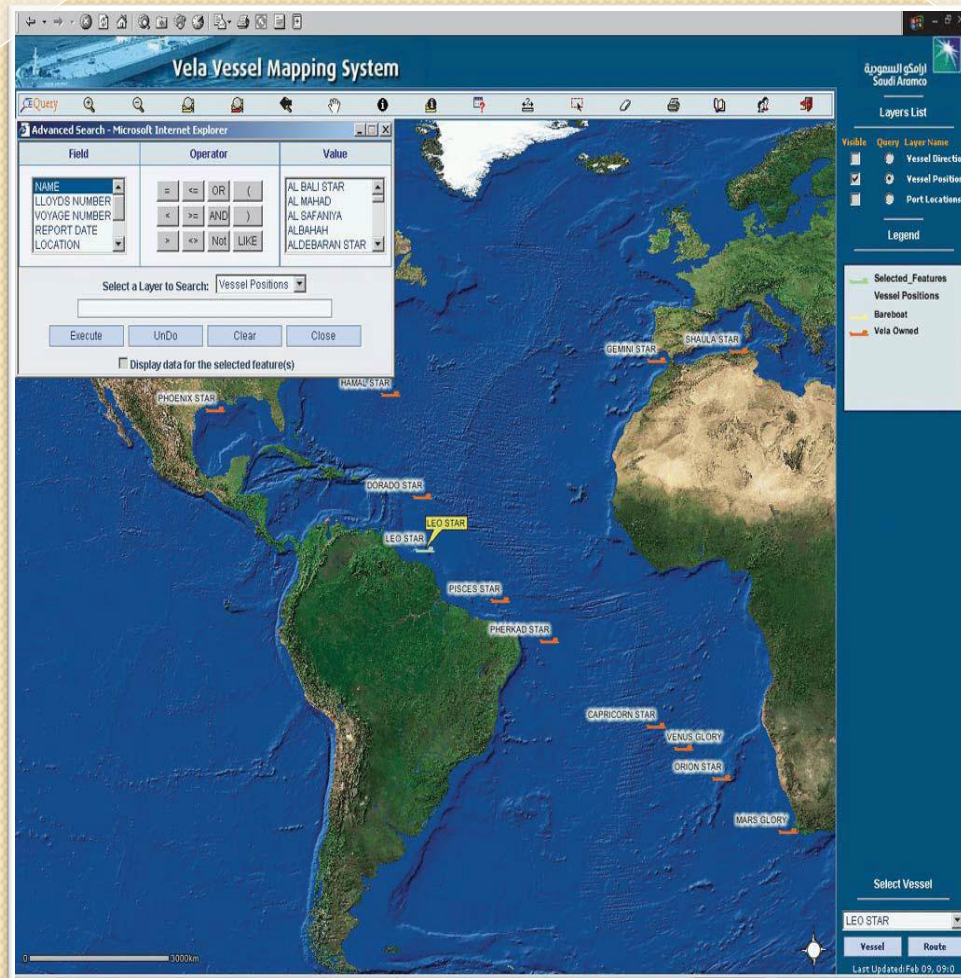 Vela Vessel Mapping System
ارامكو السعودية
Saudi Aramco
Query
Advanced Search - Microsoft Internet Explorer
Field
Operator
Value
NAME
LLOYDS NUMBER
VOYAGE NUMBER
REPORT DATE
LOCATION
= <= OR (
< >= AND )
> <> Not LIKE
AL BALI STAR
AL MAHAD
AL SAFANIYA
ALBAHAH
ALDEBARAN STAR
Select a Layer to Search: Vessel Positions
Execute UnDo Clear Close
Display data for the selected feature(s)
Layers List
Visible Query Layer Name
Vessel Directio
Vessel Position
Port Locations
Legend
Selected_Features
Vessel Positions
Bareboat
Vela Owned
GEMINI STAR
SHAULA STAR
HAMAL STAR
PHOENIX STAR
DORADO STAR
LEO STAR
LEO STAR
PISCES STAR
PHERKAD STAR
CAPRICORN STAR
VENUS GLORY
ORION STAR
MARS GLORY
0 3000km
Select Vessel
LEO STAR
Vessel Route
Last Updated:Feb 09, 09:0